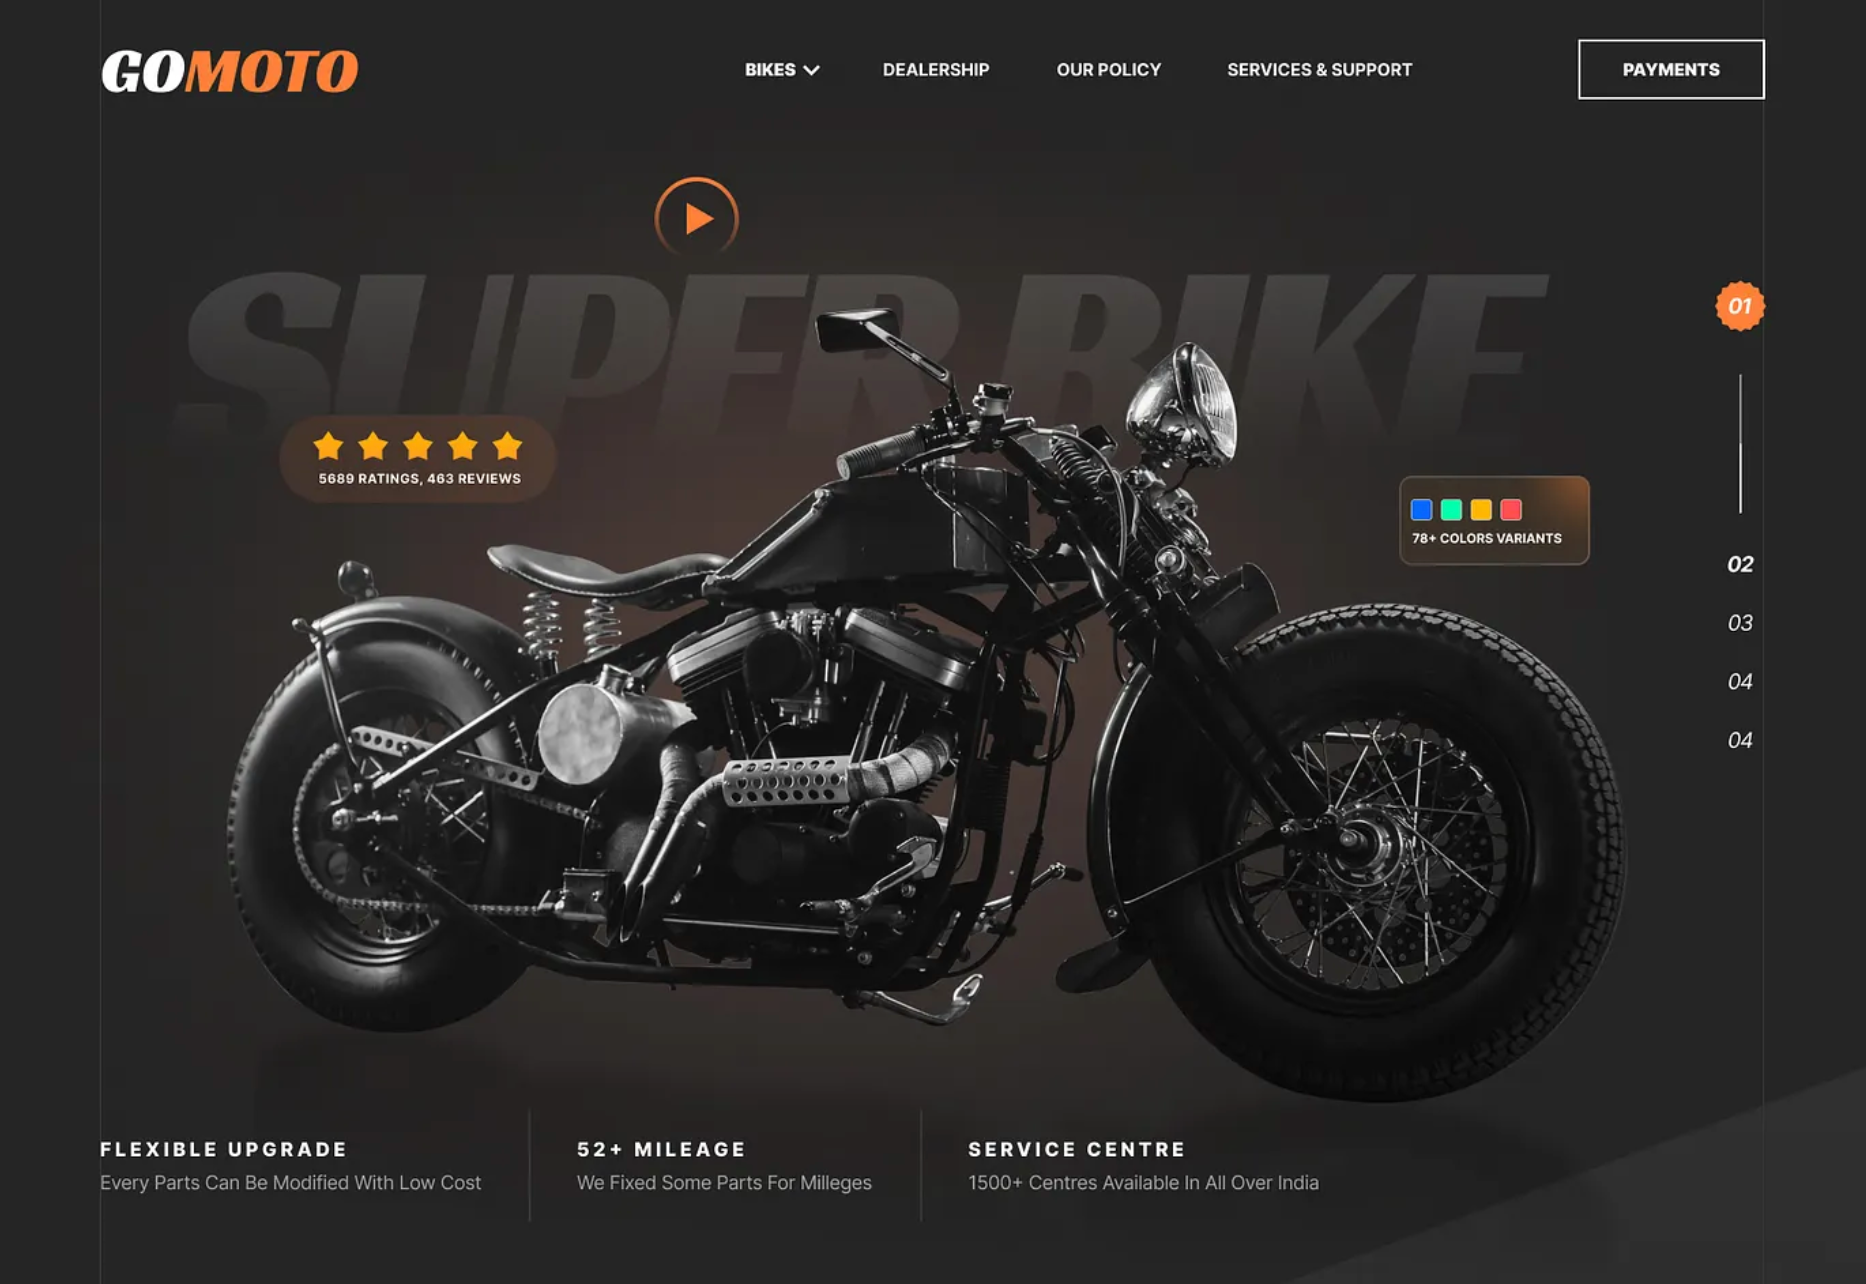 GOMOTO
BIKES
DEALERSHIP
OUR POLICY
SERVICES & SUPPORT
PAYMENTS
SUPER BIKE
01
5689 RATINGS, 463 REVIEWS
78+ COLORS VARIANTS
02
03
04
04
FLEXIBLE UPGRADE
Every Parts Can Be Modified With Low Cost
52+ MILEAGE
We Fixed Some Parts For Milleges
SERVICE CENTRE
1500+ Centres Available In All Over India